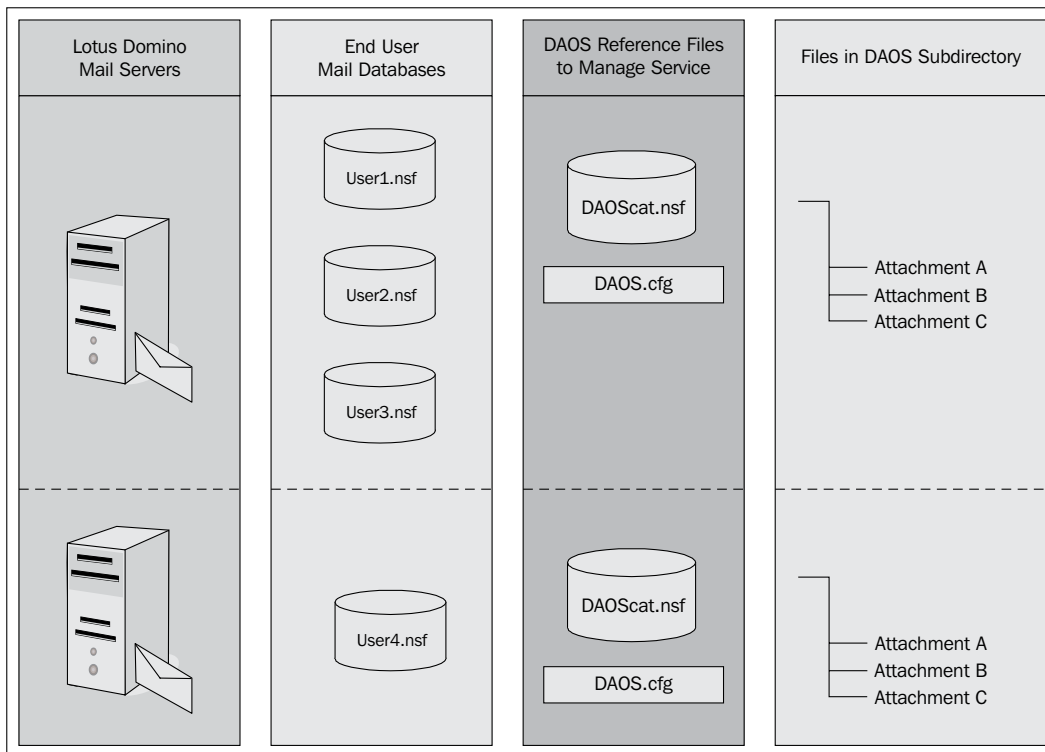 Lotus Domino
Mail Servers
End User
Mail Databases
DAOS Reference Files
to Manage Service
Files in DAOS Subdirectory
User1.nsf
User2.nsf
User3.nsf
DAOScat.nsf
DAOS.cfg
Attachment A
Attachment B
Attachment C
User4.nsf
DAOScat.nsf
DAOS.cfg
Attachment A
Attachment B
Attachment C